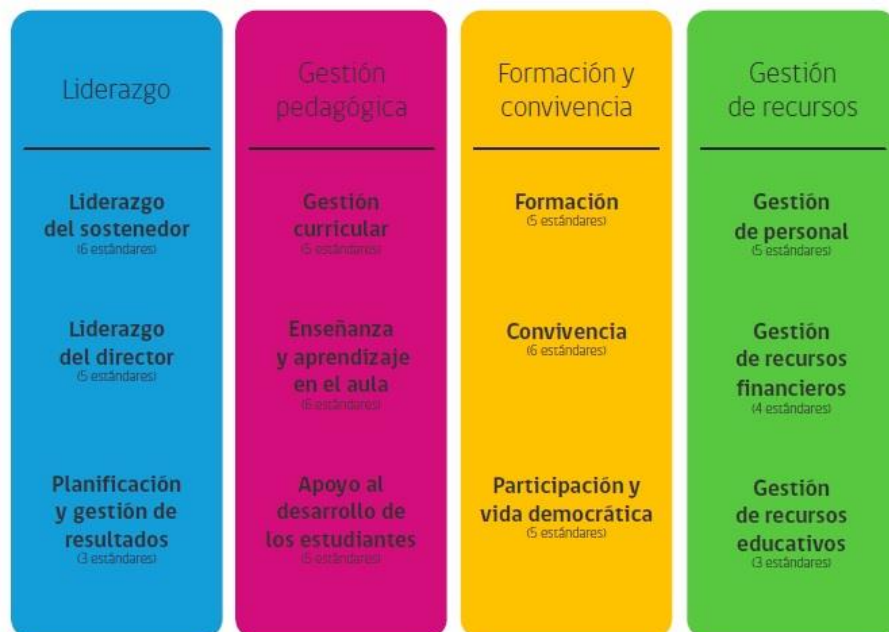 Liderazgo
Liderazgo
del sostenedor
(6 estándares)
Liderazgo
del director
(5 estándares)
Planificación
y gestión de
resultados
(3 estándares)
Gestión
pedagógica
Gestión
curricular
(5 estándares)
Enseñanza
y aprendizaje
en el aula
(6 estándares)
Apoyo al
desarrollo de
los estudiantes
(5 estándares)
Formación y
convivencia
Formación
(5 estándares)
Convivencia
(6 estándares)
Participación y
vida democrática
(5 estándares)
Gestión
de recursos
Gestión
de personal
(5 estándares)
Gestión
de recursos
financieros
(4 estándares)
Gestión
de recursos
educativos
(3 estándares)